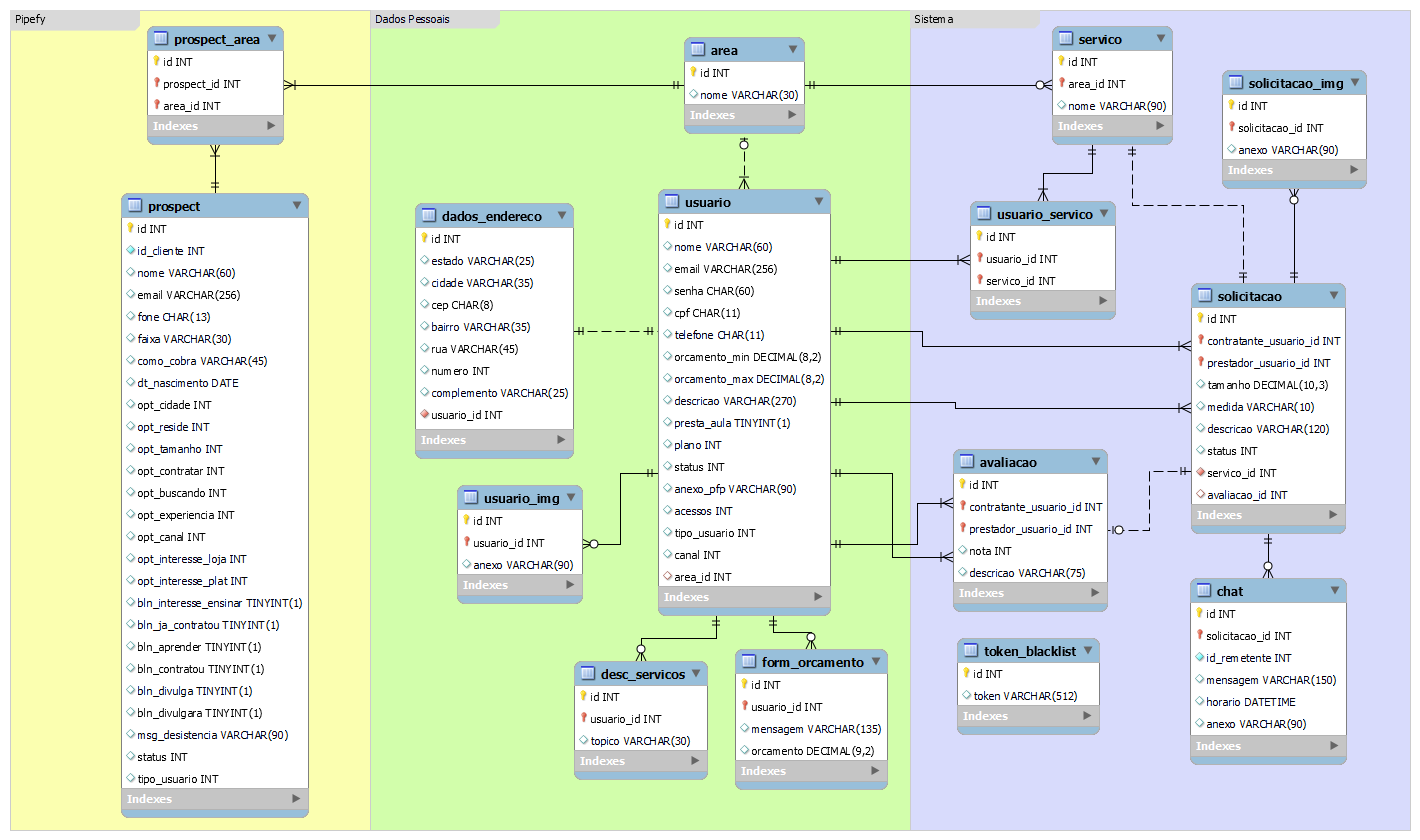 Pipefy
prospect_area
id INT
prospect_id INT
area_id INT
Indexes
prospect
id INT
id_cliente INT
nome VARCHAR(60)
email VARCHAR(256)
fone CHAR(13)
faixa VARCHAR(30)
como_cobra VARCHAR(45)
dt_nascimento DATE
opt_cidade INT
opt_reside INT
opt_tamanho INT
opt_contratar INT
opt_buscando INT
opt_experiencia INT
opt_canal INT
opt_interesse_loja INT
opt_interesse_plat INT
bln_interesse_ensinar TINYINT(1)
bln_ja_contratou TINYINT(1)
bln_aprender TINYINT(1)
bln_contratou TINYINT(1)
bln_divulga TINYINT(1)
bln_divulgara TINYINT(1)
msg_desistencia VARCHAR(90)
status INT
tipo_usuario INT
Indexes
Dados Pessoais
area
id INT
nome VARCHAR(30)
Indexes
dados_endereco
id INT
estado VARCHAR(25)
cidade VARCHAR(35)
cep CHAR(8)
bairro VARCHAR(35)
rua VARCHAR(45)
numero INT
complemento VARCHAR(25)
usuario_id INT
Indexes
usuario
id INT
nome VARCHAR(60)
email VARCHAR(256)
senha CHAR(60)
cpf CHAR(11)
telefone CHAR(11)
orcamento_min DECIMAL(8,2)
orcamento_max DECIMAL(8,2)
descricao VARCHAR(270)
presta_aula TINYINT(1)
plano INT
status INT
anexo_pfp VARCHAR(90)
acessos INT
tipo_usuario INT
canal INT
area_id INT
Indexes
usuario_img
id INT
usuario_id INT
anexo VARCHAR(90)
Indexes
desc_servicos
id INT
usuario_id INT
topico VARCHAR(30)
Indexes
form_orcamento
id INT
usuario_id INT
mensagem VARCHAR(135)
orcamento DECIMAL(9,2)
Indexes
Sistema
servico
id INT
area_id INT
nome VARCHAR(90)
Indexes
solicitacao_img
id INT
solicitacao_id INT
anexo VARCHAR(90)
Indexes
usuario_servico
id INT
usuario_id INT
servico_id INT
Indexes
solicitacao
id INT
contratante_usuario_id INT
prestador_usuario_id INT
tamanho DECIMAL(10,3)
medida VARCHAR(10)
descricao VARCHAR(120)
status INT
servico_id INT
avaliacao_id INT
Indexes
avaliacao
id INT
contratante_usuario_id INT
prestador_usuario_id INT
nota INT
descricao VARCHAR(75)
Indexes
token_blacklist
id INT
token VARCHAR(512)
Indexes
chat
id INT
solicitacao_id INT
id_remetente INT
mensagem VARCHAR(150)
horario DATETIME
anexo VARCHAR(90)
Indexes